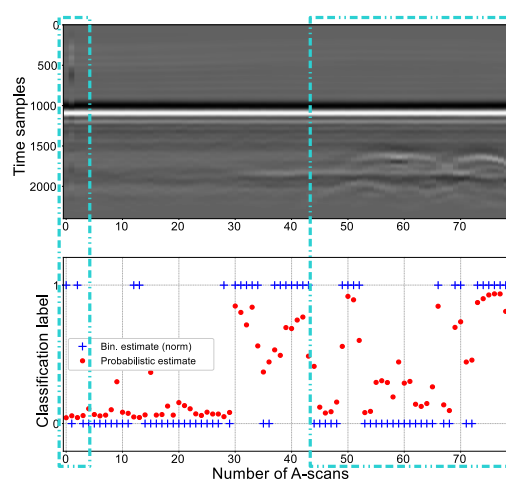 0
500
1000
1500
2000
Time samples
0 10 20 30 40 50 60 70
1
0
Classification label
Bin. estimate (norm)
Probabilistic estimate
0 10 20 30 40 50 60 70
Number of A-scans